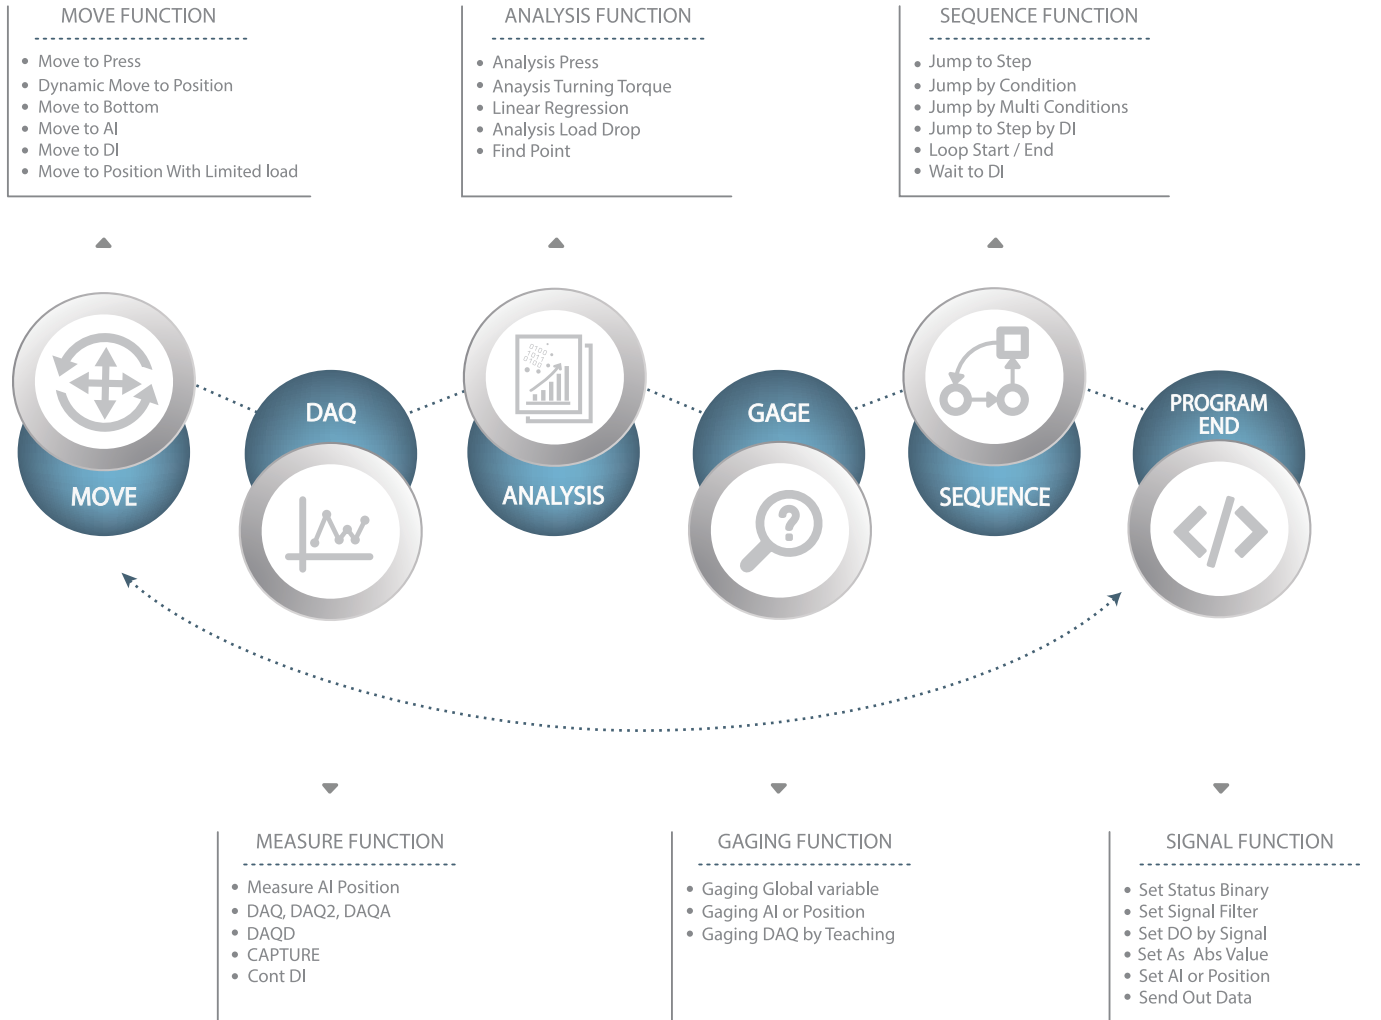 MOVE FUNCTION
Move to Press
Dynamic Move to Position
Move to Bottom
Move to AI
Move to DI
Move to Position With Limited load
ANALYSIS FUNCTION
Analysis Press
Anaysis Turning Torque
Linear Regression
Analysis Load Drop
Find Point
SEQUENCE FUNCTION
Jump to Step
Jump by Condition
Jump by Multi Conditions
Jump to Step by DI
Loop Start / End
Wait to DI
MOVE
DAQ
0100
1011
0100
ANALYSIS
GAGE
?
SEQUENCE
PROGRAM
END
</>
MEASURE FUNCTION
Measure AI Position
DAQ, DAQ2, DAQA
DAQD
CAPTURE
Cont DI
GAGING FUNCTION
Gaging Global variable
Gaging AI or Position
Gaging DAQ by Teaching
SIGNAL FUNCTION
Set Status Binary
Set Signal Filter
Set DO by Signal
Set As  Abs Value
Set AI or Position
Send Out Data